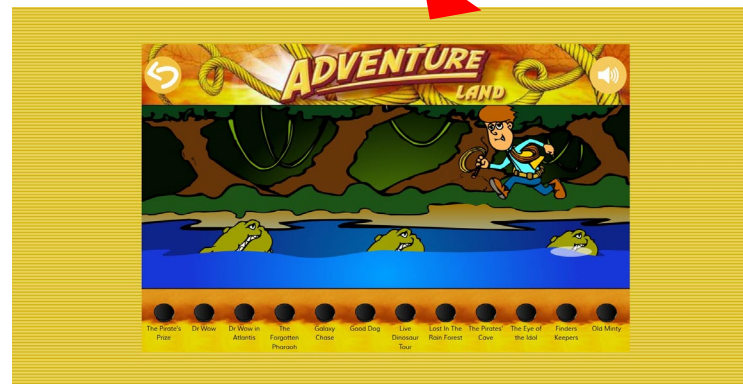 ADVENTURE
LAND
The Pirate's Prize
Dr Wow
Dr Wow in Atlantis
The Forgotten Pharaoh
Galaxy Chase
Good Dog
Live Dinosaur Tour
Lost In The Rain Forest
The Pirates' Cave
The Eye of the Idol
Finders Keepers
Old Minty